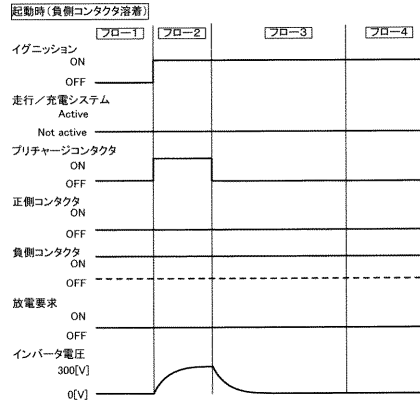 起動時(負側コンタクタ溶着)
フロー1 フロー2 フロー3 フロー4
イグニッション
ON
OFF
走行/充電システム
Active
Not active
プリチャージコンタクタ
ON
OFF
正側コンタクタ
ON
OFF
負側コンタクタ
ON
OFF
放電要求
ON
OFF
インバータ電圧
300[V]
0[V]